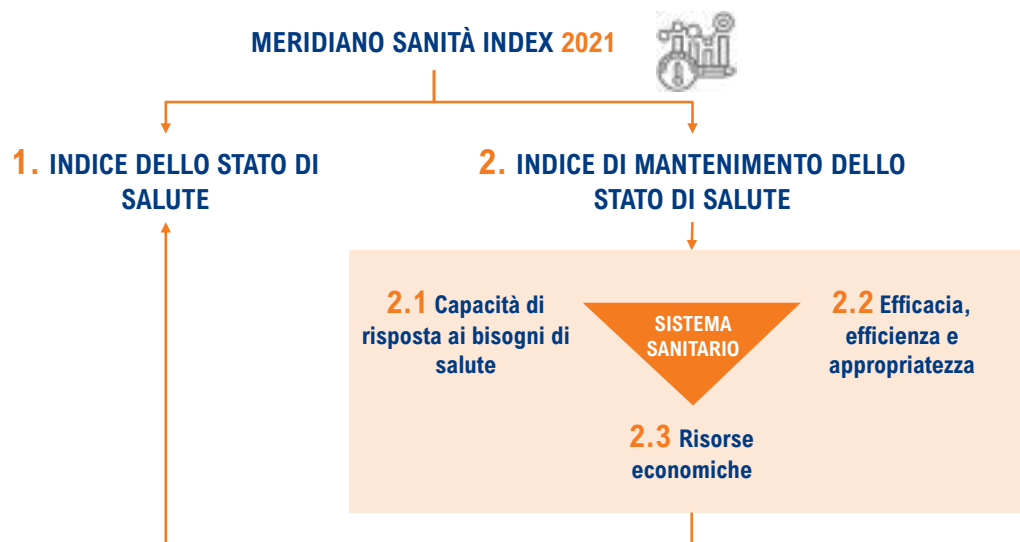 MERIDIANO SANITÀ INDEX 2021
1. INDICE DELLO STATO DI
SALUTE
2. INDICE DI MANTENIMENTO DELLO
STATO DI SALUTE
2.1 Capacità di
risposta ai bisogni di
salute
SISTEMA
SANITARIO
2.2 Efficacia,
efficienza e
appropriatezza
2.3 Risorse
economiche